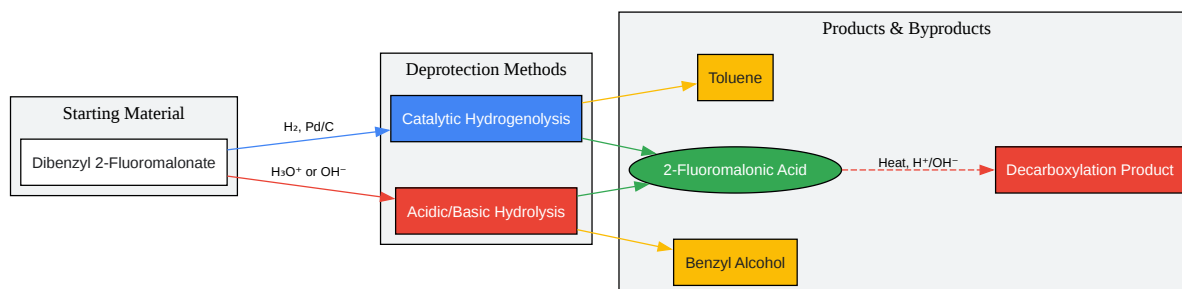 Products & Byproducts
Deprotection Methods
Toluene
Starting Material
Catalytic Hydrogenolysis
H₂, Pd/C
Dibenzyl 2-Fluoromalonate
2-Fluoromalonic Acid
Heat, H⁺/OH⁻
Decarboxylation Product
H₃O⁺ or OH⁻
Acidic/Basic Hydrolysis
Benzyl Alcohol